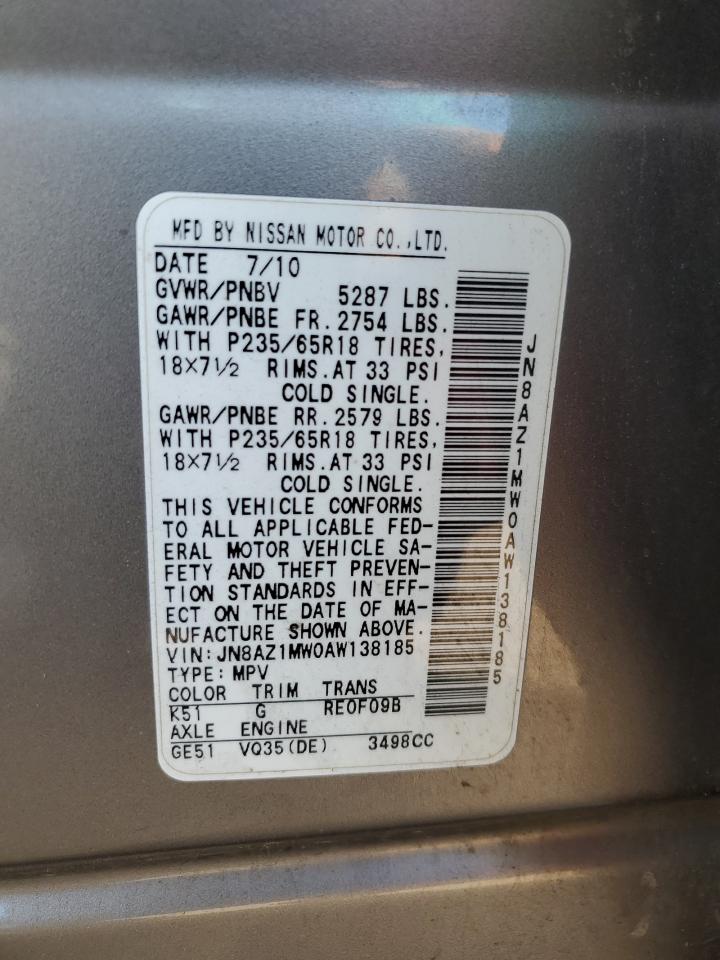 MFD BY NISSAN MOTOR CO.,LTD.
DATE 7/10
GVWR/PNBV 5287 LBS.
GAWR/PNBE FR.2754 LBS.
WITH P235/65R18 TIRES,
18×7½ RIMS.AT 33 PSI
COLD SINGLE.
GAWR/PNBE RR.2579 LBS.
WITH P235/65R18 TIRES,
18×7½ RIMS.AT 33 PSI
COLD SINGLE.
THIS VEHICLE CONFORMS
TO ALL APPLICABLE FED-
ERAL MOTOR VEHICLE SA-
FETY AND THEFT PREVEN-
TION STANDARDS IN EFF-
ECT ON THE DATE OF MA-
NUFACTURE SHOWN ABOVE.
VIN:JN8AZ1MW0AW138185
TYPE:MPV
COLOR TRIM TRANS
K51 G RE0F09B
AXLE ENGINE
GE51 VQ35(DE) 3498CC
JN8AZ1MW0AW138185